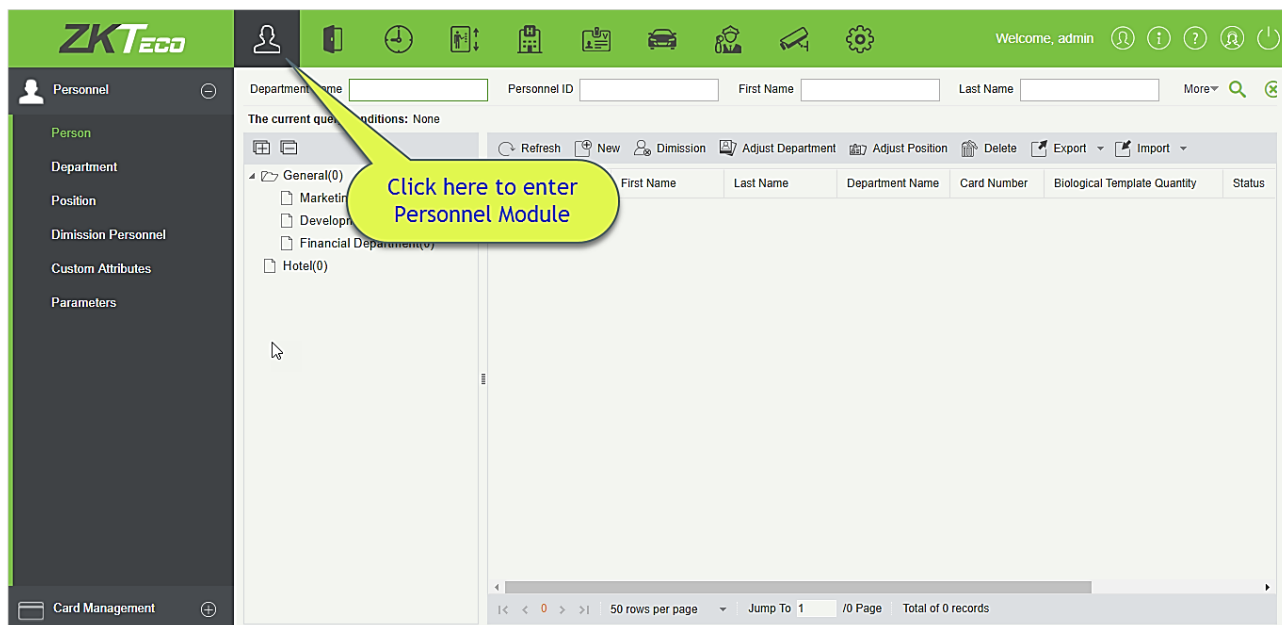 ZKTeco
Welcome, admin
Personnel
Person
Department
Position
Dimission Personnel
Custom Attributes
Parameters
Card Management
Department Name Personnel ID First Name Last Name More
The current query conditions: None
Refresh New Dimission Adjust Department Adjust Position Delete Export Import
General(0)
Marketin
Developm
Financial Department(0)
Hotel(0)
First Name Last Name Department Name Card Number Biological Template Quantity Status
Click here to enter
Personnel Module
|< < 0 > >| 50 rows per page Jump To 1 /0 Page Total of 0 records